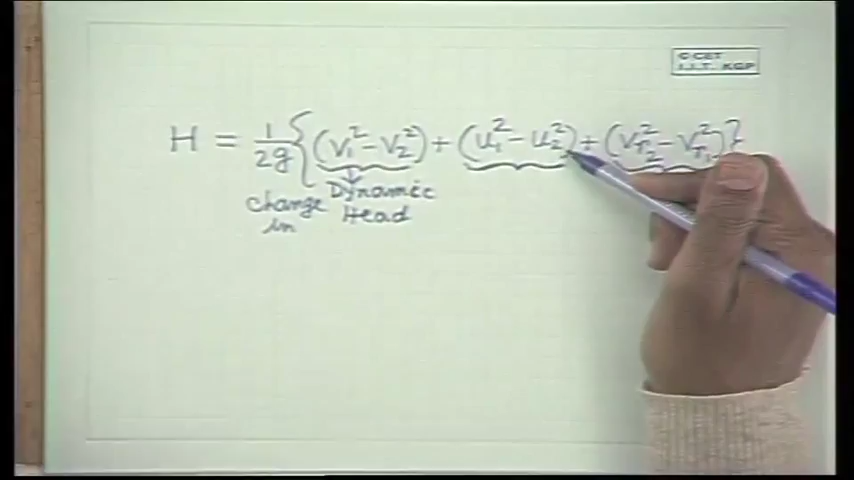 © CET
I.I.T. KGP
H = 1/2g {(V₁² - V₂²) + (U₁² - U₂²) + (Vr₂² - Vr₁²)}
change in
Dynamic Head